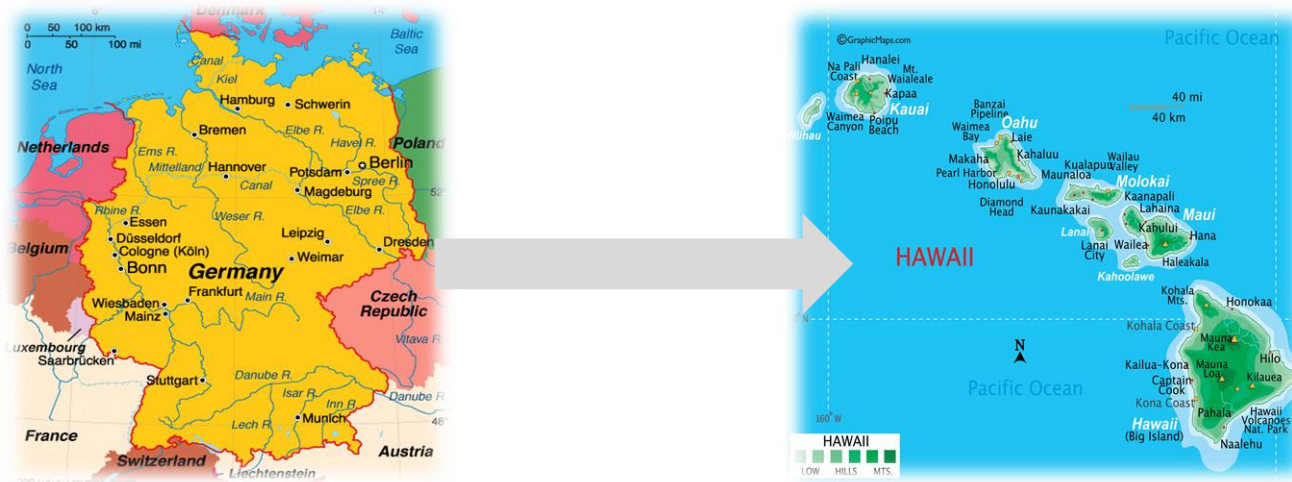 Denmark
14°
0 50 100 km
0 50 100 mi
North
Sea
Baltic
Sea
Canal
Kiel
Hamburg
Schwerin
Elbe R.
Bremen
Netherlands
Ems R.
Havel R.
Poland
Berlin
Mittelland
Hannover
Potsdam
Spree R.
Canal
Magdeburg
52°
Rhine R.
Weser R.
Elbe R.
Essen
Düsseldorf
Leipzig
Belgium
Cologne (Köln)
Dresden
Weimar
Bonn
Germany
Wiesbaden
Frankfurt
Main R.
Mainz
Czech
Republic
Luxembourg
Saarbrücken
Vltava R.
Stuttgart
Danube R.
Danube R.
Isar R.
Inn R.
Munich
48°
Lech R.
France
Austria
Switzerland
Liechtenstein
©GraphicMaps.com
Pacific Ocean
Hanalei
Na Pali
Coast
Mt.
Waialeale
Kapaa
Kauai
Niihau
Waimea
Canyon
Poipu
Beach
40 mi
40 km
Banzai
Pipeline
Oahu
Waimea
Bay
Laie
Kahaluu
Makaha
Pearl Harbor
Honolulu
Diamond
Head
Kualapuu
Wailau
Valley
Maunaloa
Molokai
Kaunakakai
Kaanapali
Lahaina
Maui
Kahului
Lanai
Lanai
City
Wailea
Hana
Haleakala
Kahoolawe
HAWAII
Kohala
Mts.
Honokaa
Kohala Coast
Mauna
Kea
N
Hilo
Kailua-Kona
Mauna
Loa
Captain
Cook
Kilauea
Pacific Ocean
Kona Coast
160° W
Pahala
Hawaii
(Big Island)
Hawaii
Volcanoes
Nat. Park
Naalehu
HAWAII
LOW HILLS MTS.